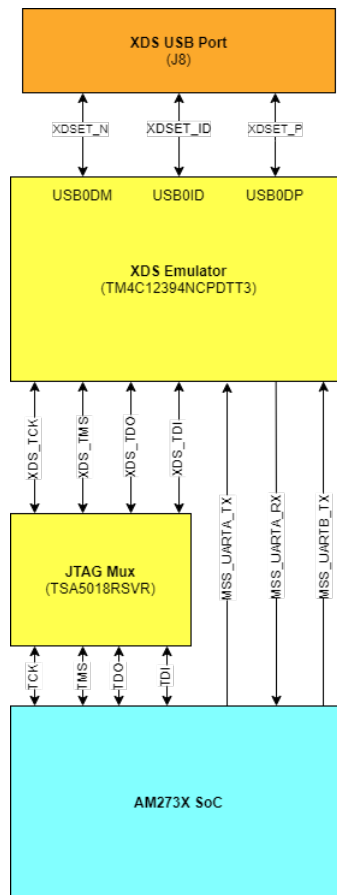 XDS USB Port
(J8)
XDSET_N
XDSET_ID
XDSET_P
USB0DM
USB0ID
USB0DP
XDS Emulator
(TM4C12394NCPDTT3)
XDS_TCK
XDS_TMS
XDS_TDO
XDS_TDI
MSS_UARTA_TX
MSS_UARTA_RX
MSS_UARTB_TX
JTAG Mux
(TSA5018RSVR)
TCK
TMS
TDO
TDI
AM273X SoC